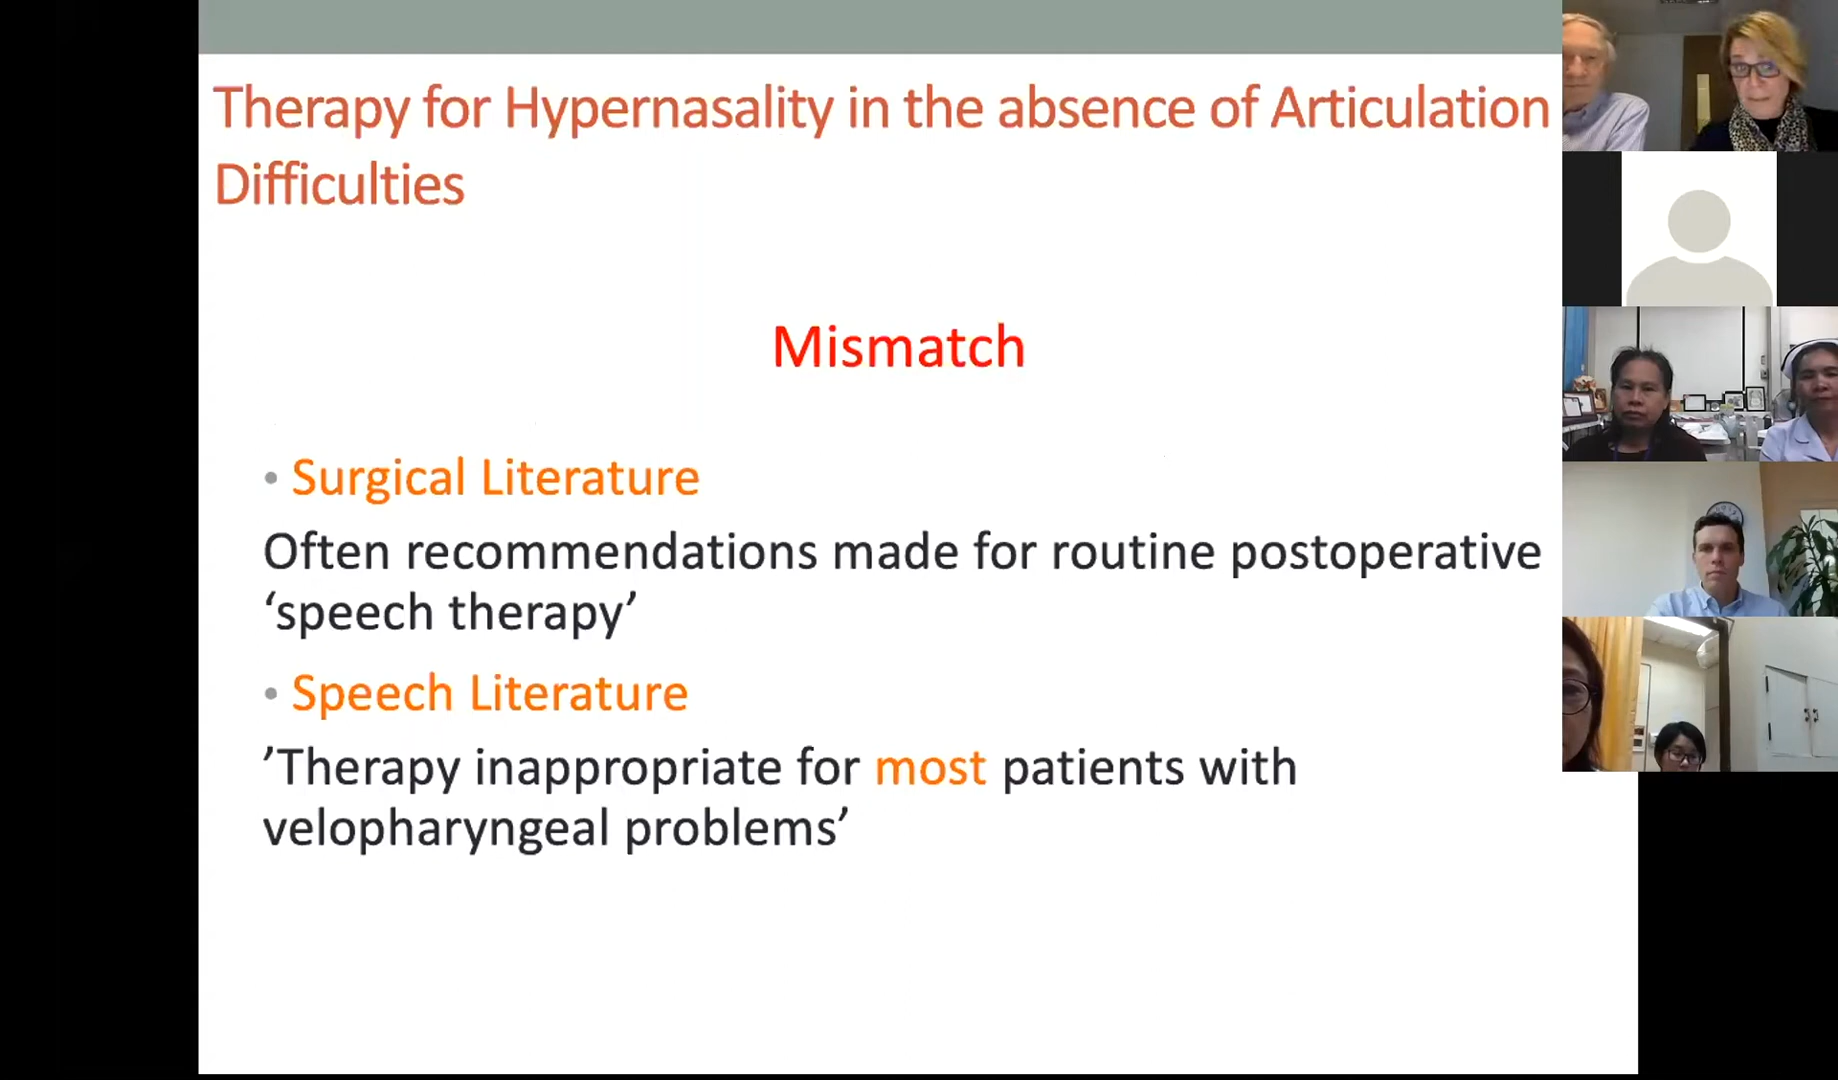 Therapy for Hypernasality in the absence of Articulation
Difficulties
Mismatch
• Surgical Literature
Often recommendations made for routine postoperative
‘speech therapy’
• Speech Literature
’Therapy inappropriate for most patients with
velopharyngeal problems’